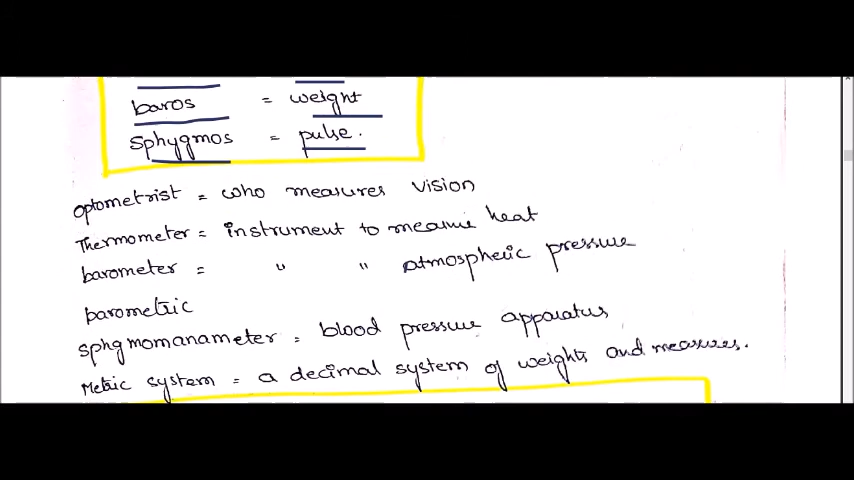 baros = weight
sphygmos = pulse.
optometrist = who measures vision
Thermometer = instrument to measure heat
barometer = " " atmospheric pressure
barometric
sphgmomanameter = blood pressure apparatus
Metric system = a decimal system of weights and measures.